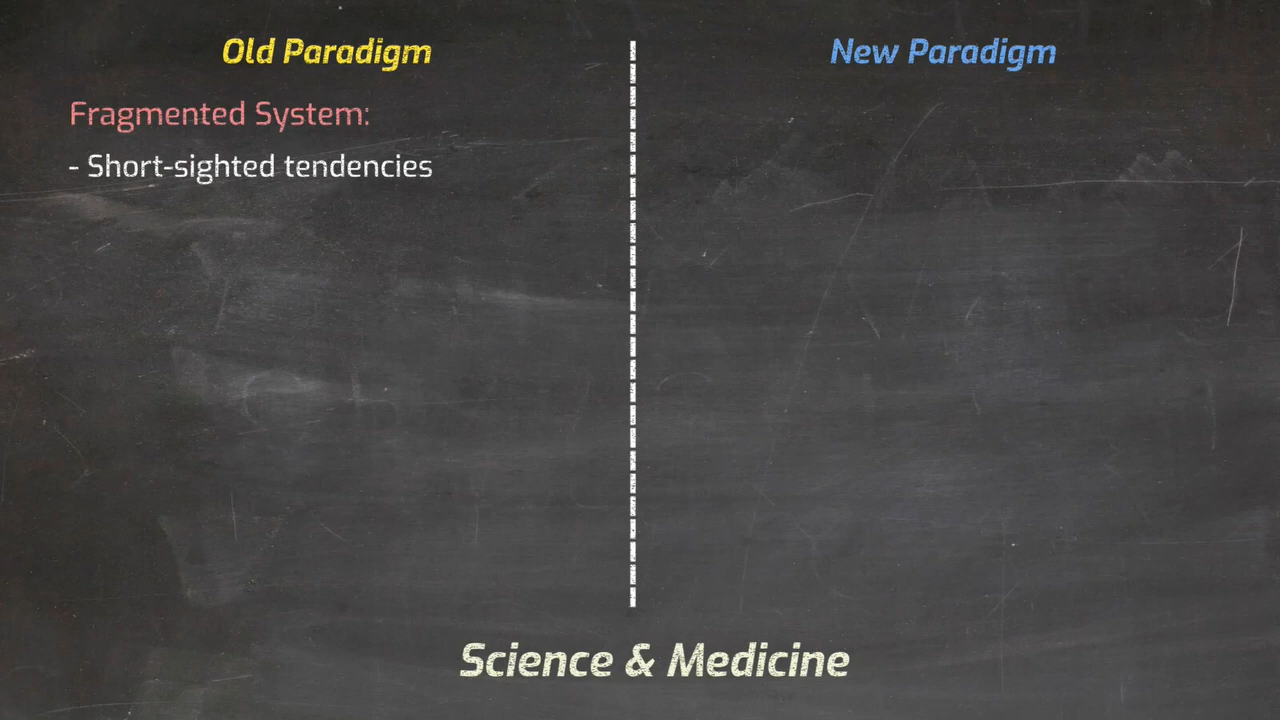 Old Paradigm
Fragmented System:
- Short-sighted tendencies
New Paradigm
Science & Medicine